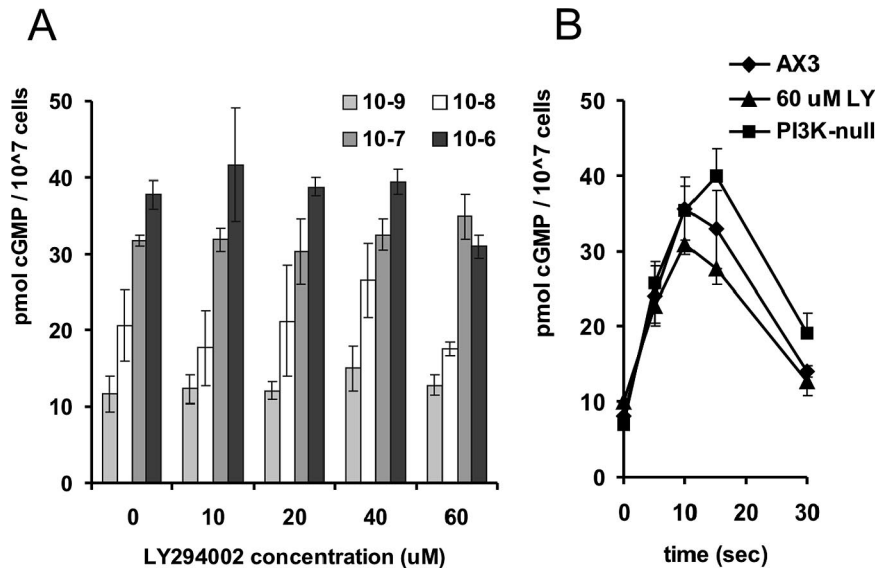 A
pmol cGMP / 10^7 cells
50
40
30
20
10
0
10-9 10-8
10-7 10-6
0 10 20 40 60
LY294002 concentration (uM)
B
AX3
60 uM LY
PI3K-null
pmol cGMP / 10^7 cells
50
40
30
20
10
0
0 10 20 30
time (sec)